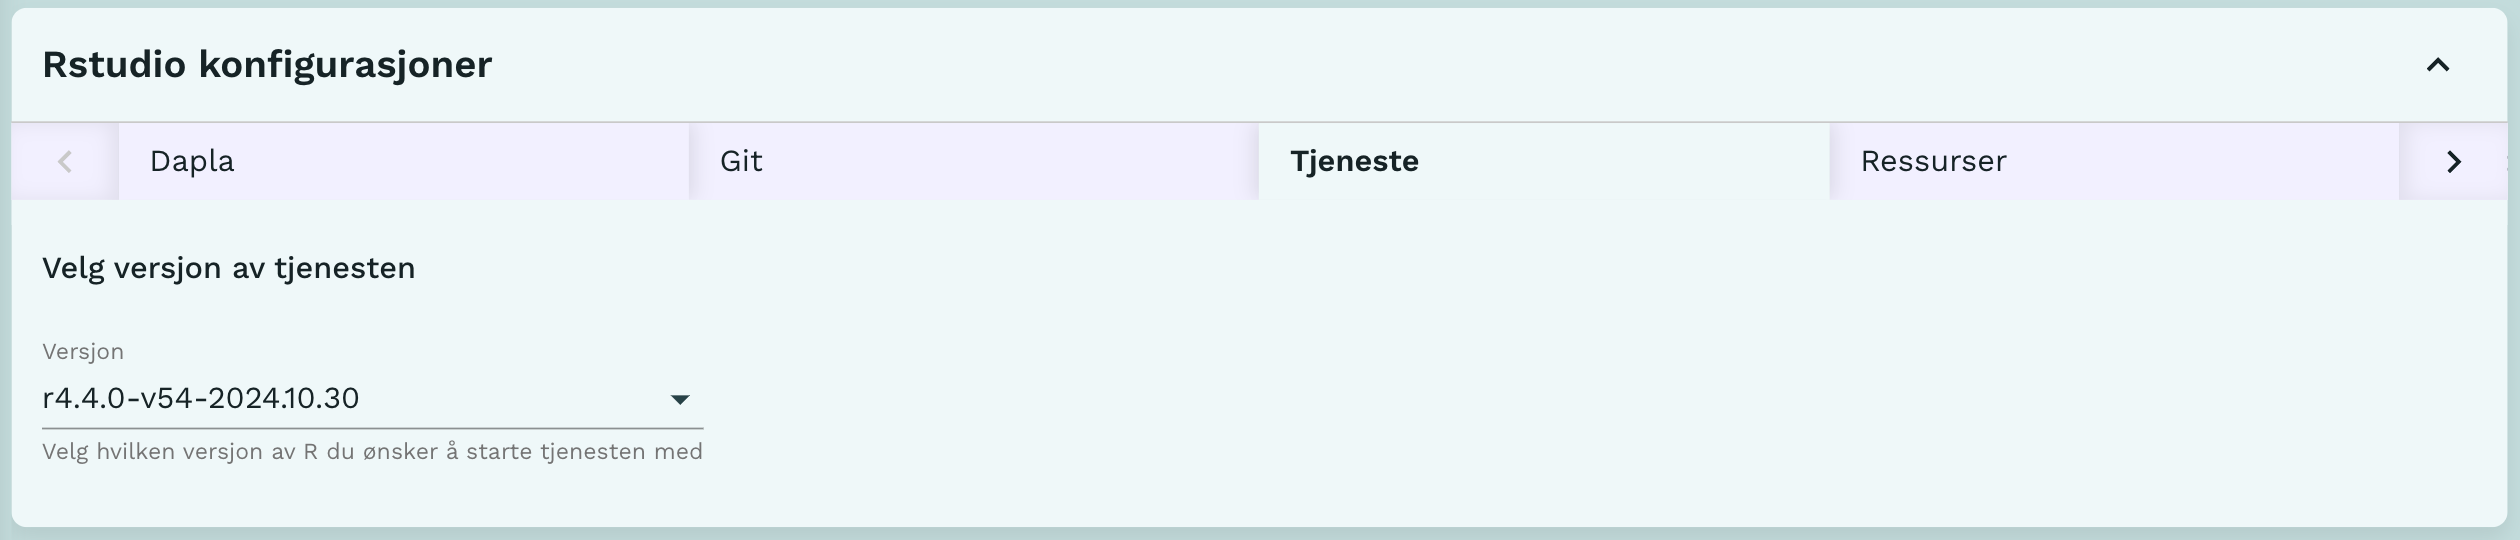 Rstudio konfigurasjoner
Dapla Git Tjeneste Ressurser
Velg versjon av tjenesten
Versjon
r4.4.0-v54-2024.10.30
Velg hvilken versjon av R du ønsker å starte tjenesten med